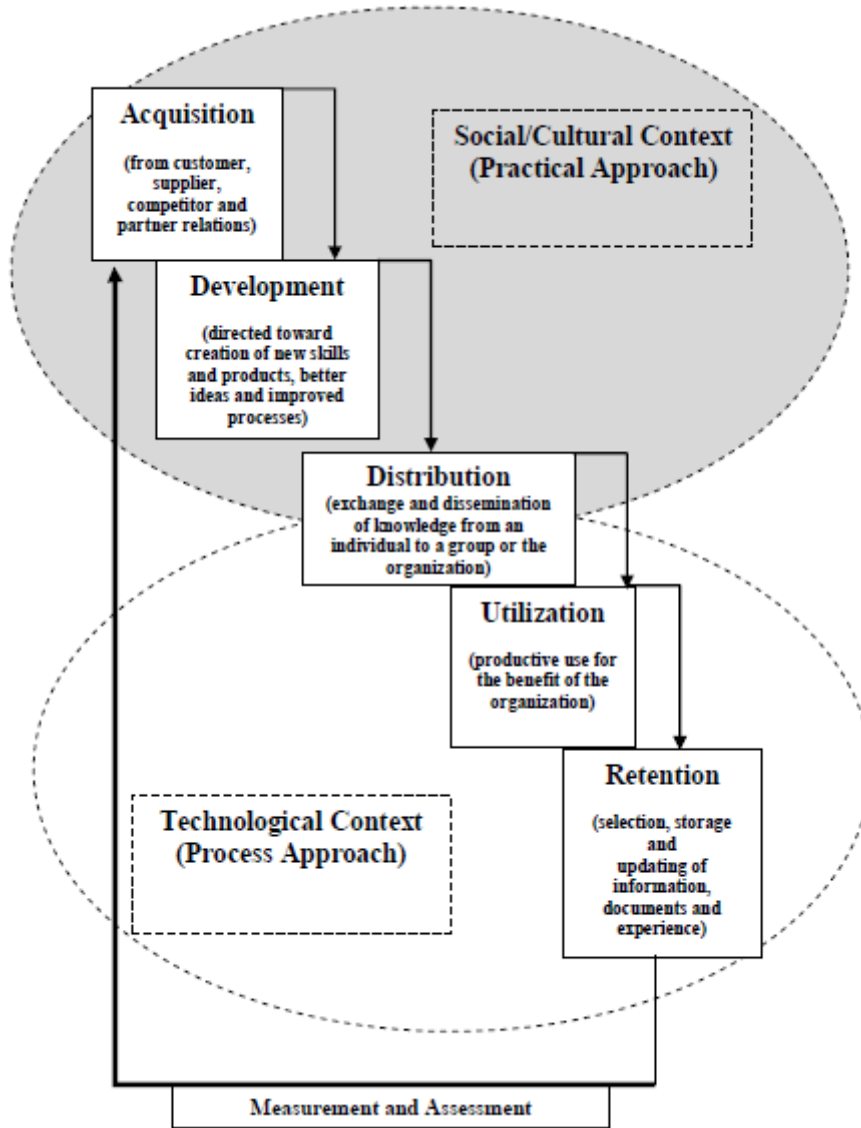 Acquisition
(from customer,
supplier,
competitor and
partner relations)
Social/Cultural Context
(Practical Approach)
Development
(directed toward
creation of new skills
and products, better
ideas and improved
processes)
Distribution
(exchange and dissemination
of knowledge from an
individual to a group or the
organization)
Utilization
(productive use for
the benefit of the
organization)
Retention
(selection, storage
and
updating of
information,
documents and
experience)
Technological Context
(Process Approach)
Measurement and Assessment